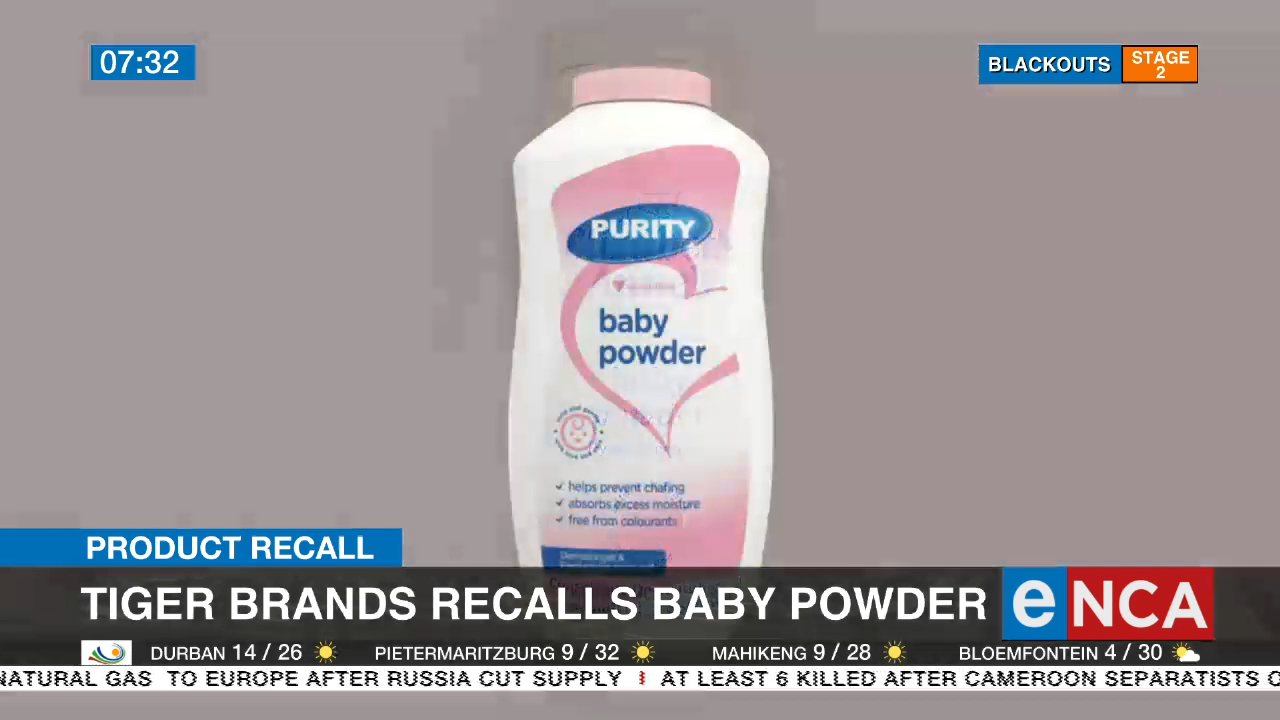 07:32
BLACKOUTS
STAGE
2
PURITY
baby
powder
✓ helps prevent chafing
✓ absorbs excess moisture
✓ free from colourants
PRODUCT RECALL
TIGER BRANDS RECALLS BABY POWDER
eNCA
DURBAN 14 / 26 PIETERMARITZBURG 9 / 32 MAHIKENG 9 / 28 BLOEMFONTEIN 4 / 30
NATURAL GAS TO EUROPE AFTER RUSSIA CUT SUPPLY AT LEAST 6 KILLED AFTER CAMEROON SEPARATISTS